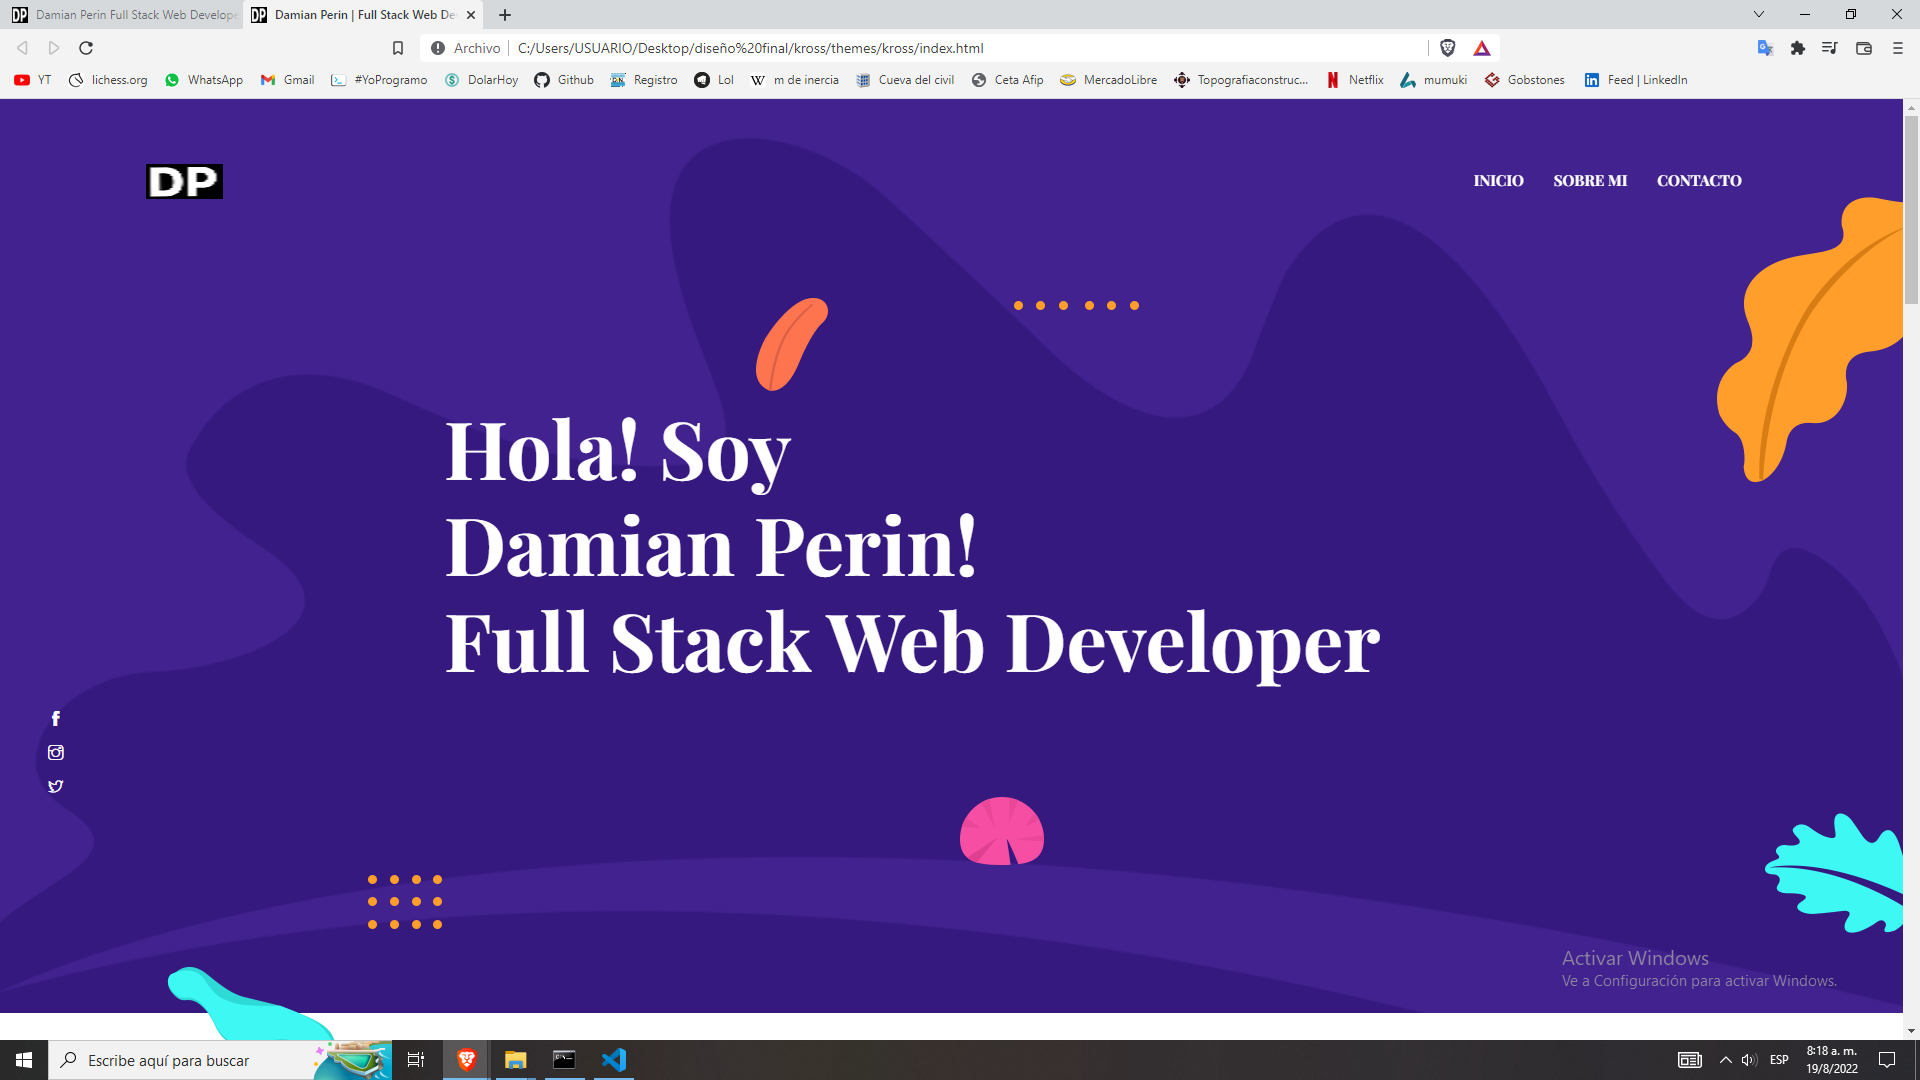 Damian Perin Full Stack Web Develope
Damian Perin | Full Stack Web De
Archivo
C:/Users/USUARIO/Desktop/diseño%20final/kross/themes/kross/index.html
YT
lichess.org
WhatsApp
Gmail
#YoProgramo
DolarHoy
Github
Registro
Lol
m de inercia
Cueva del civil
Ceta Afip
MercadoLibre
Topografiaconstruc...
Netflix
mumuki
Gobstones
Feed | LinkedIn
DP
INICIO
SOBRE MI
CONTACTO
Hola! Soy
Damian Perin!
Full Stack Web Developer
Activar Windows
Ve a Configuración para activar Windows.
Escribe aquí para buscar
ESP
8:18 a. m.
19/8/2022